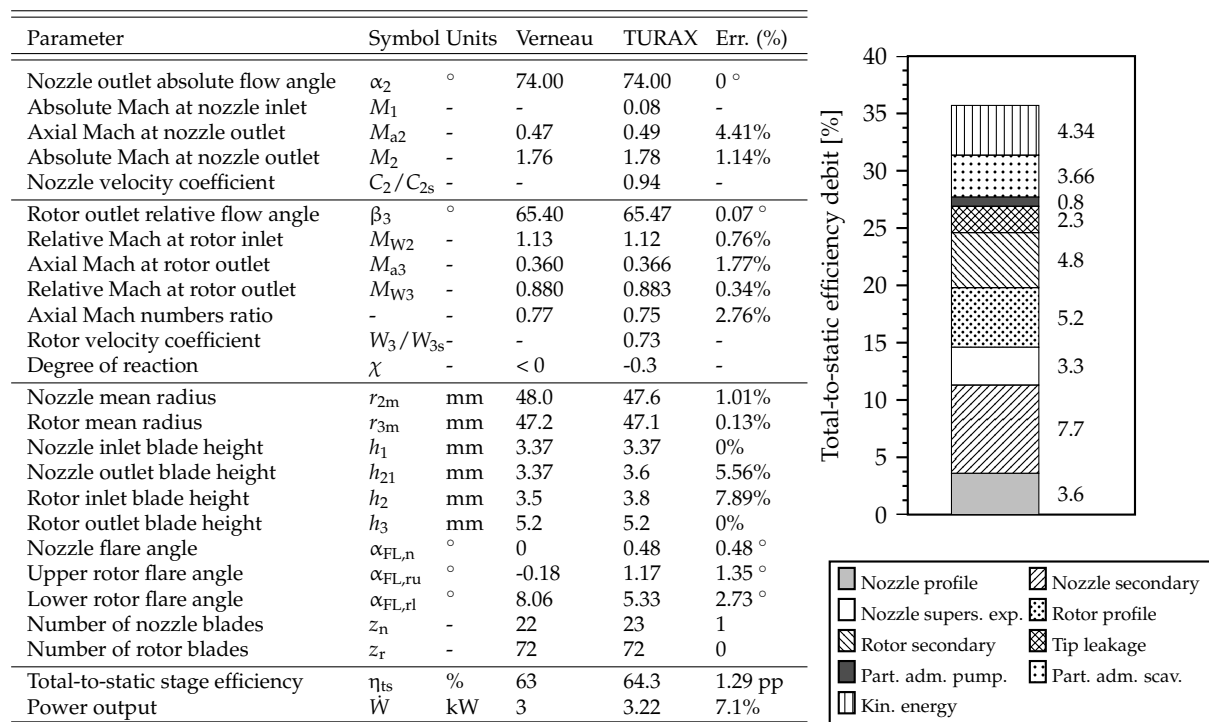 Parameter Symbol Units Verneau TURAX Err. (%)
Nozzle outlet absolute flow angle α2 ° 74.00 74.00 0 °
Absolute Mach at nozzle inlet M1 - - 0.08 -
Axial Mach at nozzle outlet Ma2 - 0.47 0.49 4.41%
Absolute Mach at nozzle outlet M2 - 1.76 1.78 1.14%
Nozzle velocity coefficient C2/C2s - - 0.94 -
Rotor outlet relative flow angle β3 ° 65.40 65.47 0.07 °
Relative Mach at rotor inlet MW2 - 1.13 1.12 0.76%
Axial Mach at rotor outlet Ma3 - 0.360 0.366 1.77%
Relative Mach at rotor outlet MW3 - 0.880 0.883 0.34%
Axial Mach numbers ratio - - 0.77 0.75 2.76%
Rotor velocity coefficient W3/W3s - - 0.73 -
Degree of reaction χ - < 0 -0.3 -
Nozzle mean radius r2m mm 48.0 47.6 1.01%
Rotor mean radius r3m mm 47.2 47.1 0.13%
Nozzle inlet blade height h1 mm 3.37 3.37 0%
Nozzle outlet blade height h21 mm 3.37 3.6 5.56%
Rotor inlet blade height h2 mm 3.5 3.8 7.89%
Rotor outlet blade height h3 mm 5.2 5.2 0%
Nozzle flare angle αFL,n ° 0 0.48 0.48 °
Upper rotor flare angle αFL,ru ° -0.18 1.17 1.35 °
Lower rotor flare angle αFL,rl ° 8.06 5.33 2.73 °
Number of nozzle blades zn - 22 23 1
Number of rotor blades zr - 72 72 0
Total-to-static stage efficiency ηts % 63 64.3 1.29 pp
Power output Ẇ kW 3 3.22 7.1%
Total-to-static efficiency debit [%]
40
35
30
25
20
15
10
5
0
4.34
3.66
0.8
2.3
4.8
5.2
3.3
7.7
3.6
Nozzle profile Nozzle secondary
Nozzle supers. exp. Rotor profile
Rotor secondary Tip leakage
Part. adm. pump. Part. adm. scav.
Kin. energy